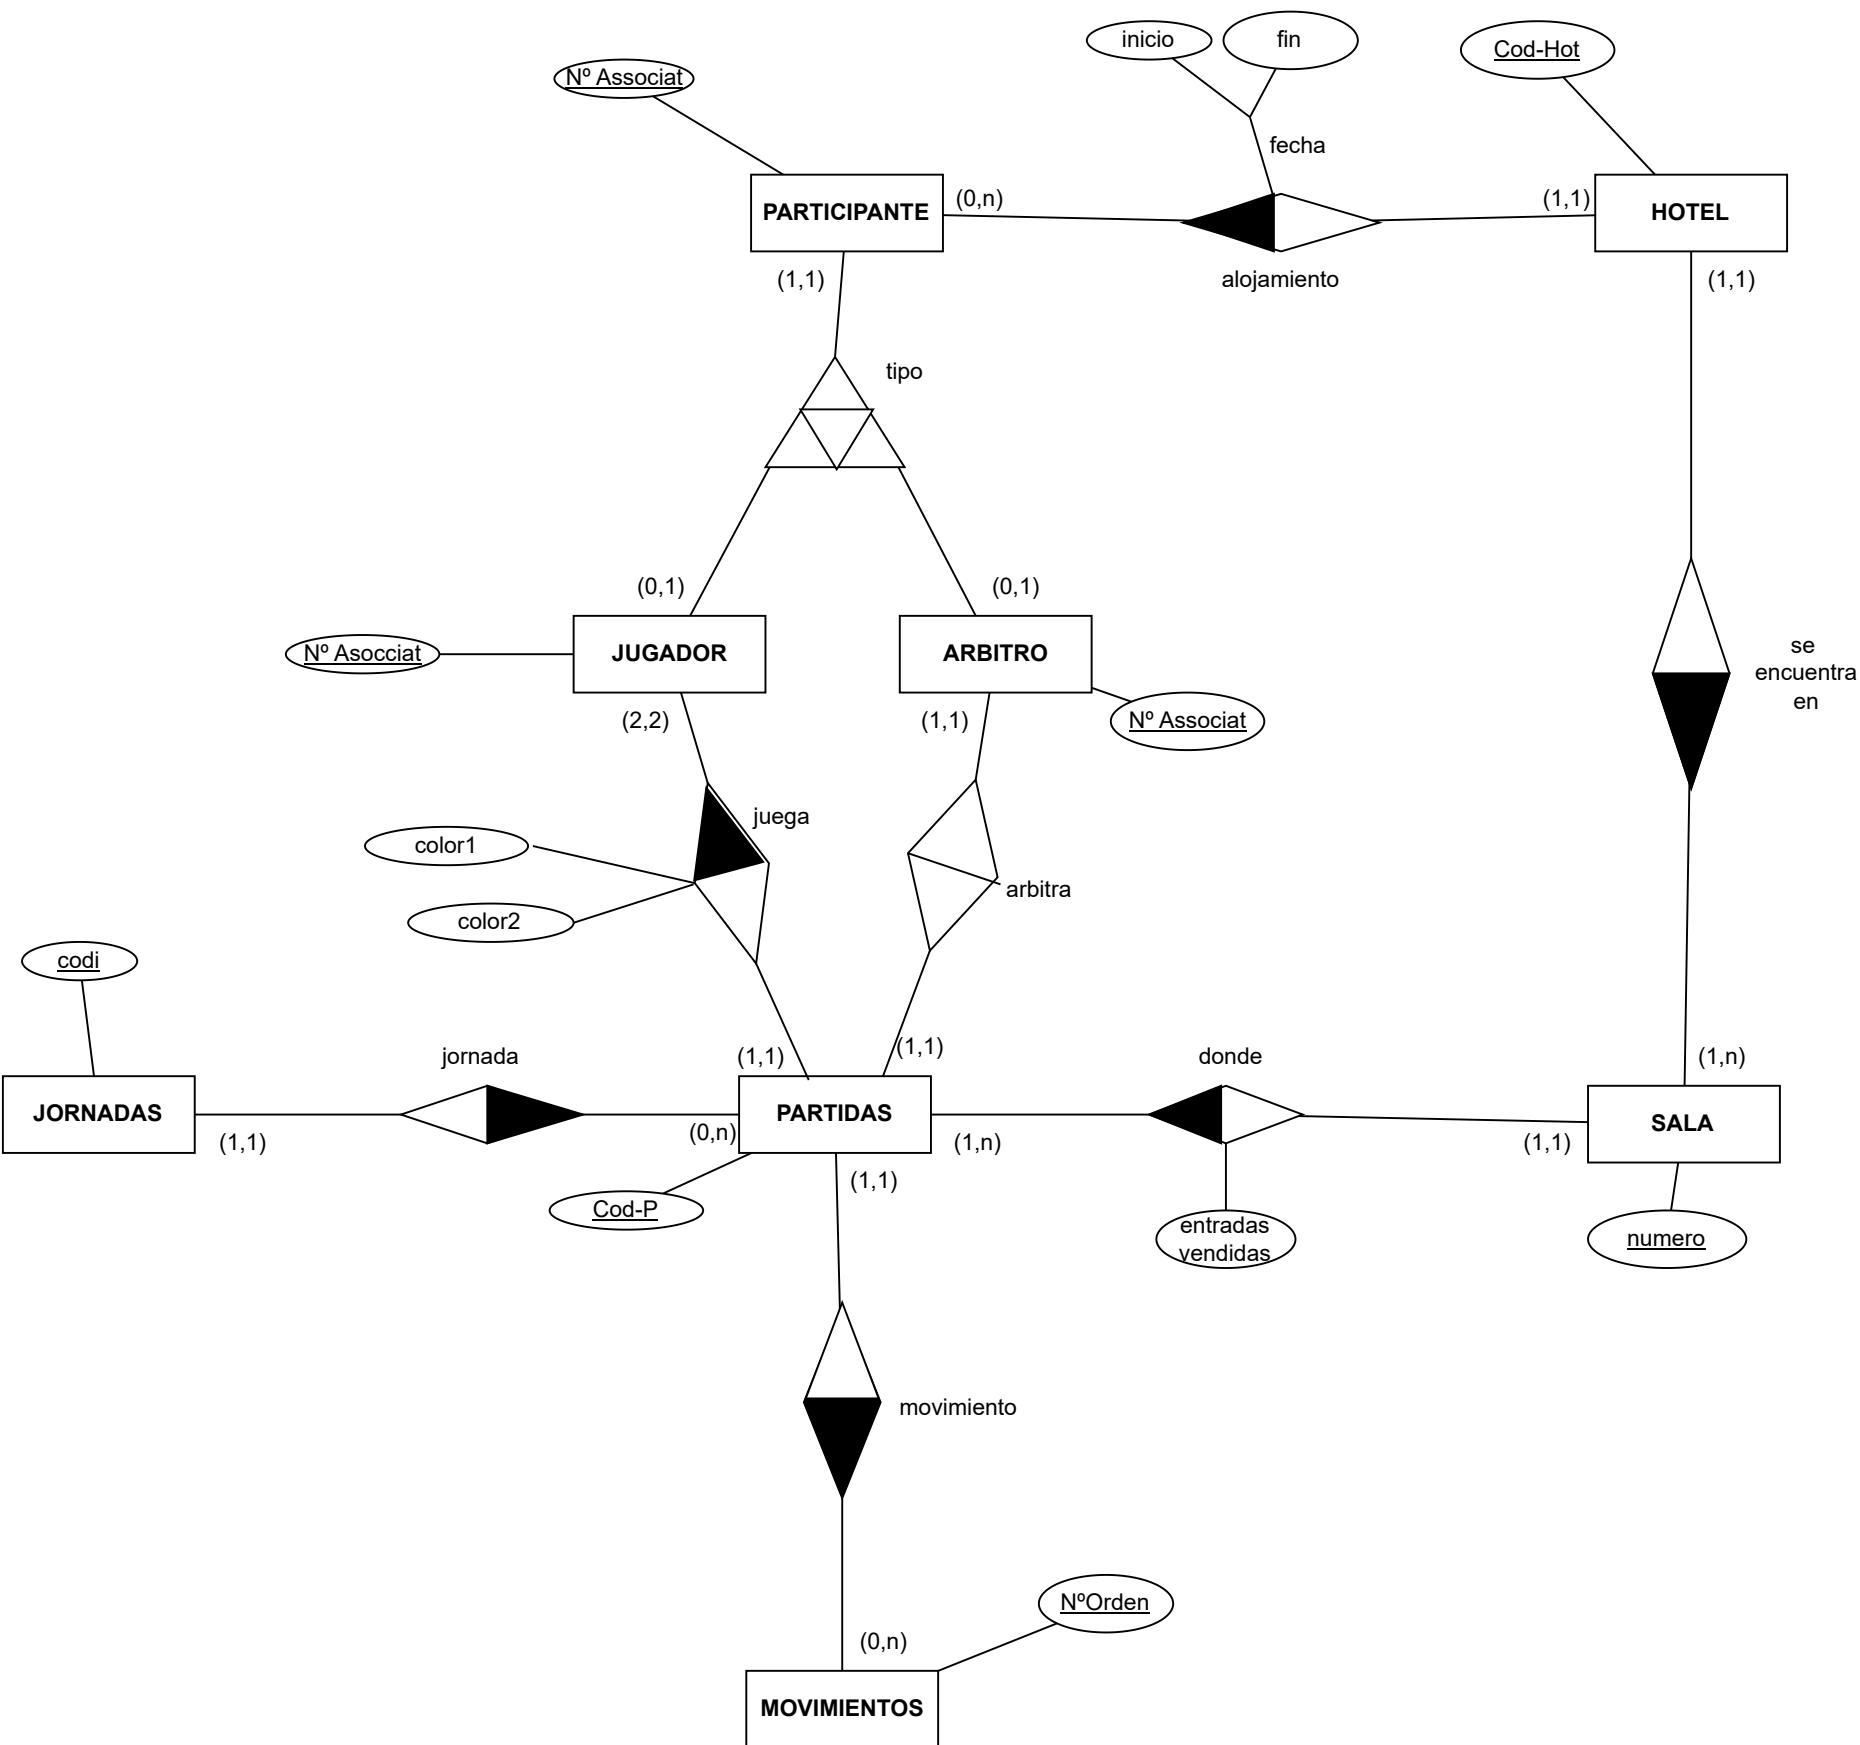 inicio
fin
Cod-Hot
Nº Associat
fecha
PARTICIPANTE
(0,n)
(1,1)
HOTEL
(1,1)
alojamiento
(1,1)
tipo
(0,1)
(0,1)
Nº Asocciat
JUGADOR
ARBITRO
se
encuentra
en
(2,2)
(1,1)
Nº Associat
juega
color1
arbitra
color2
codi
jornada
(1,1)
(1,1)
donde
(1,n)
JORNADAS
PARTIDAS
SALA
(1,1)
(0,n)
(1,n)
(1,1)
(1,1)
Cod-P
entradas
vendidas
numero
movimiento
NºOrden
(0,n)
MOVIMIENTOS